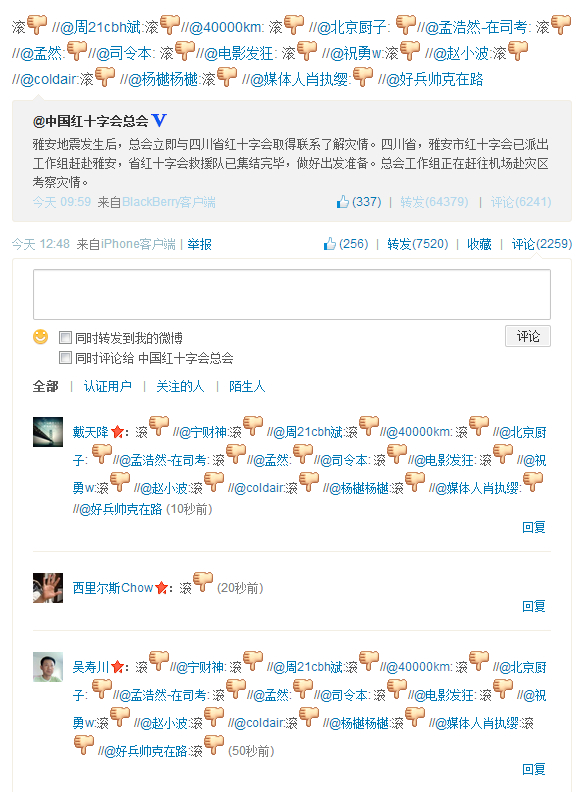 滚 //@周21cbh斌:滚//@40000km: 滚 //@北京厨子: //@孟浩然-在司考: 滚
//@孟然: //@司令本: 滚//@电影发狂: 滚 //@祝勇w:滚 //@赵小波:滚
//@coldair:滚 //@杨樾杨樾:滚 //@媒体人肖执缨: //@好兵帅克在路
@中国红十字会总会 V
雅安地震发生后，总会立即与四川省红十字会取得联系了解灾情。四川省，雅安市红十字会已派出
工作组赶赴雅安，省红十字会救援队已集结完毕，做好出发准备。总会工作组正在赶往机场赴灾区
考察灾情。
今天 09:59 来自BlackBerry客户端 (337) | 转发(64379) | 评论(6241)
今天 12:48 来自iPhone客户端 | 举报 (256) | 转发(7520) | 收藏 | 评论(2259)
同时转发到我的微博 评论
同时评论给 中国红十字会总会
全部 | 认证用户 | 关注的人 | 陌生人
戴天降: 滚 //@宁财神:滚 //@周21cbh斌:滚//@40000km: 滚 //@北京厨
子: //@孟浩然-在司考: 滚//@孟然: //@司令本: 滚//@电影发狂: 滚 //@祝
勇w:滚 //@赵小波:滚 //@coldair:滚 //@杨樾杨樾:滚 //@媒体人肖执缨:
//@好兵帅克在路 (10秒前)
回复
西里尔斯Chow: 滚 (20秒前)
回复
吴寿川: 滚//@宁财神: 滚 //@周21cbh斌:滚//@40000km: 滚 //@北京厨
子: //@孟浩然-在司考: 滚//@孟然: //@司令本: 滚//@电影发狂: 滚 //@祝
勇w:滚 //@赵小波:滚 //@coldair:滚 //@杨樾杨樾:滚 //@媒体人肖执缨:滚
//@好兵帅克在路:滚 (50秒前)
回复